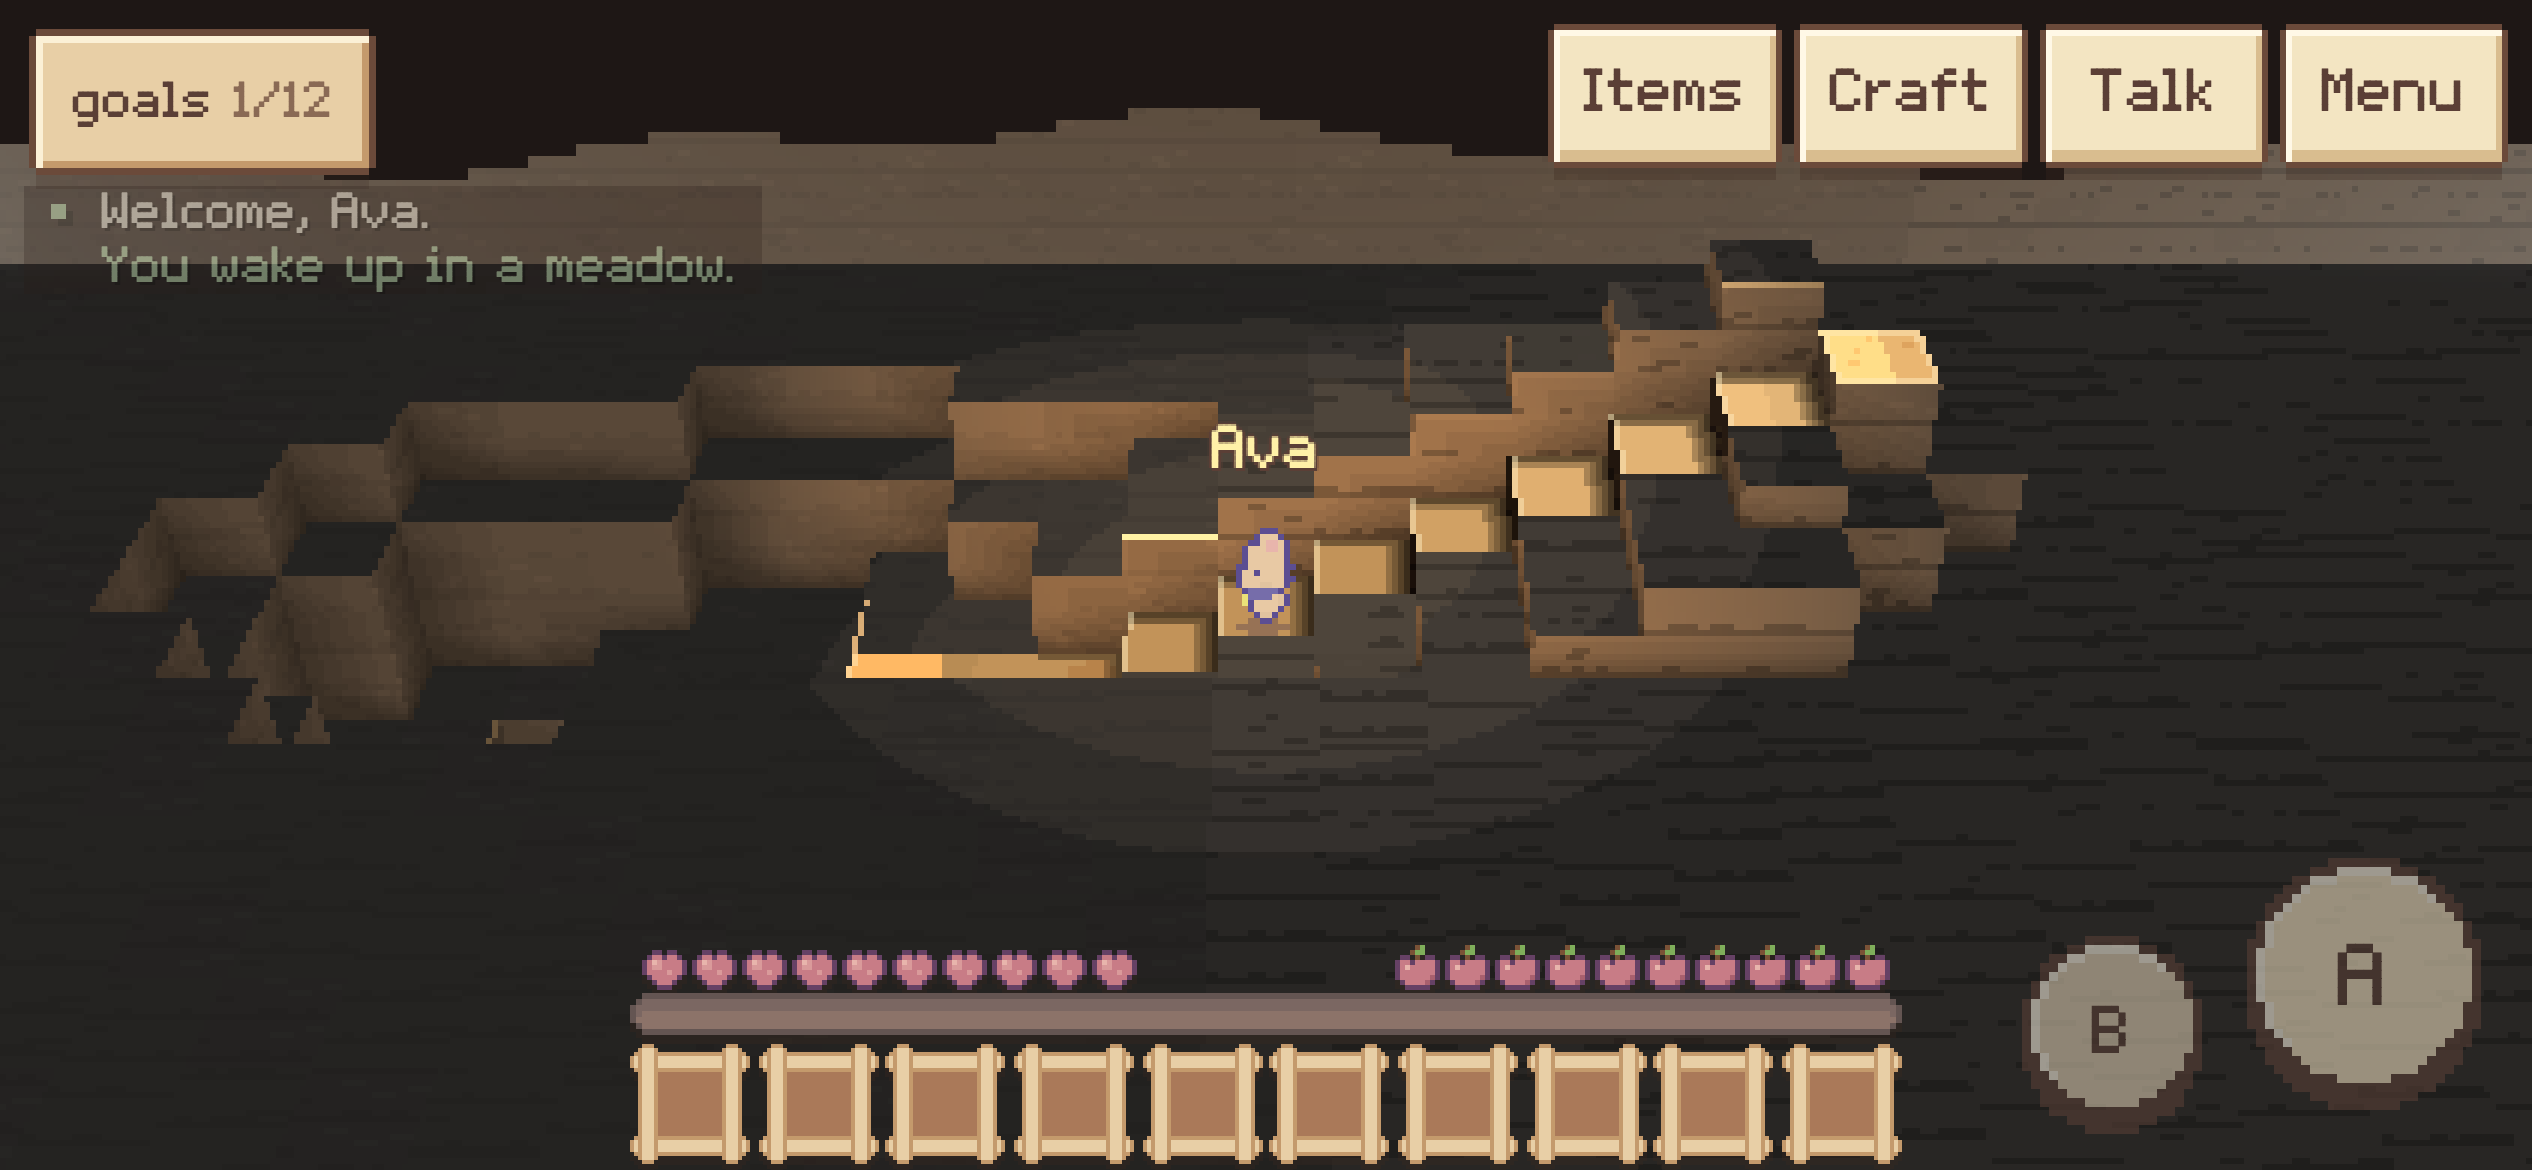 goals 1/12
Items
Craft
Talk
Menu
Welcome, Ava.
You wake up in a meadow.
Ava
B
A